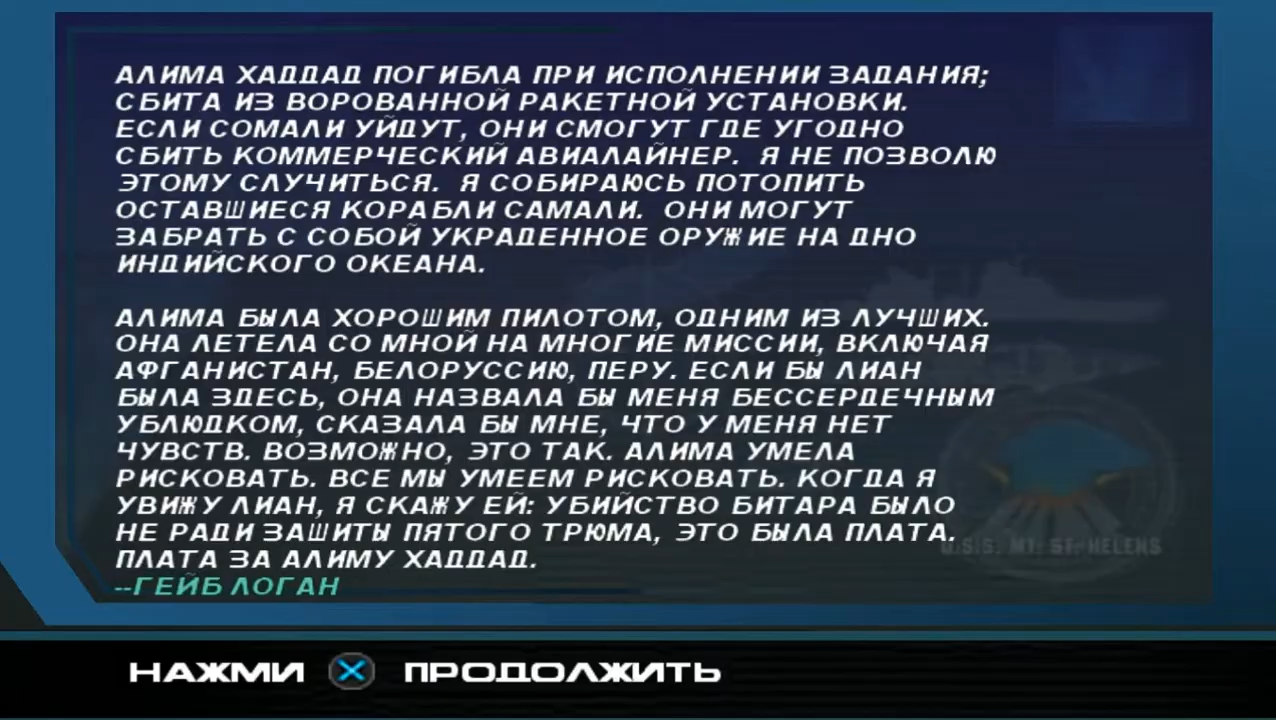 АЛИМА ХАДДАД ПОГИБЛА ПРИ ИСПОЛНЕНИИ ЗАДАНИЯ;
СБИТА ИЗ ВОРОВАННОЙ РАКЕТНОЙ УСТАНОВКИ.
ЕСЛИ СОМАЛИ УЙДУТ, ОНИ СМОГУТ ГДЕ УГОДНО
СБИТЬ КОММЕРЧЕСКИЙ АВИАЛАЙНЕР. Я НЕ ПОЗВОЛЮ
ЭТОМУ СЛУЧИТЬСЯ. Я СОБИРАЮСЬ ПОТОПИТЬ
ОСТАВШИЕСЯ КОРАБЛИ САМАЛИ. ОНИ МОГУТ
ЗАБРАТЬ С СОБОЙ УКРАДЕННОЕ ОРУЖИЕ НА ДНО
ИНДИЙСКОГО ОКЕАНА.
АЛИМА БЫЛА ХОРОШИМ ПИЛОТОМ, ОДНИМ ИЗ ЛУЧШИХ.
ОНА ЛЕТЕЛА СО МНОЙ НА МНОГИЕ МИССИИ, ВКЛЮЧАЯ
АФГАНИСТАН, БЕЛОРУССИЮ, ПЕРУ. ЕСЛИ БЫ ЛИАН
БЫЛА ЗДЕСЬ, ОНА НАЗВАЛА БЫ МЕНЯ БЕССЕРДЕЧНЫМ
УБЛЮДКОМ, СКАЗАЛА БЫ МНЕ, ЧТО У МЕНЯ НЕТ
ЧУВСТВ. ВОЗМОЖНО, ЭТО ТАК. АЛИМА УМЕЛА
РИСКОВАТЬ. ВСЕ МЫ УМЕЕМ РИСКОВАТЬ. КОГДА Я
УВИЖУ ЛИАН, Я СКАЖУ ЕЙ: УБИЙСТВО БИТАРА БЫЛО
НЕ РАДИ ЗАШИТЫ ПЯТОГО ТРЮМА, ЭТО БЫЛА ПЛАТА.
ПЛАТА ЗА АЛИМУ ХАДДАД.
--ГЕЙБ ЛОГАН
U.S.S. MT. ST. HELENS
НАЖМИ ПРОДОЛЖИТЬ